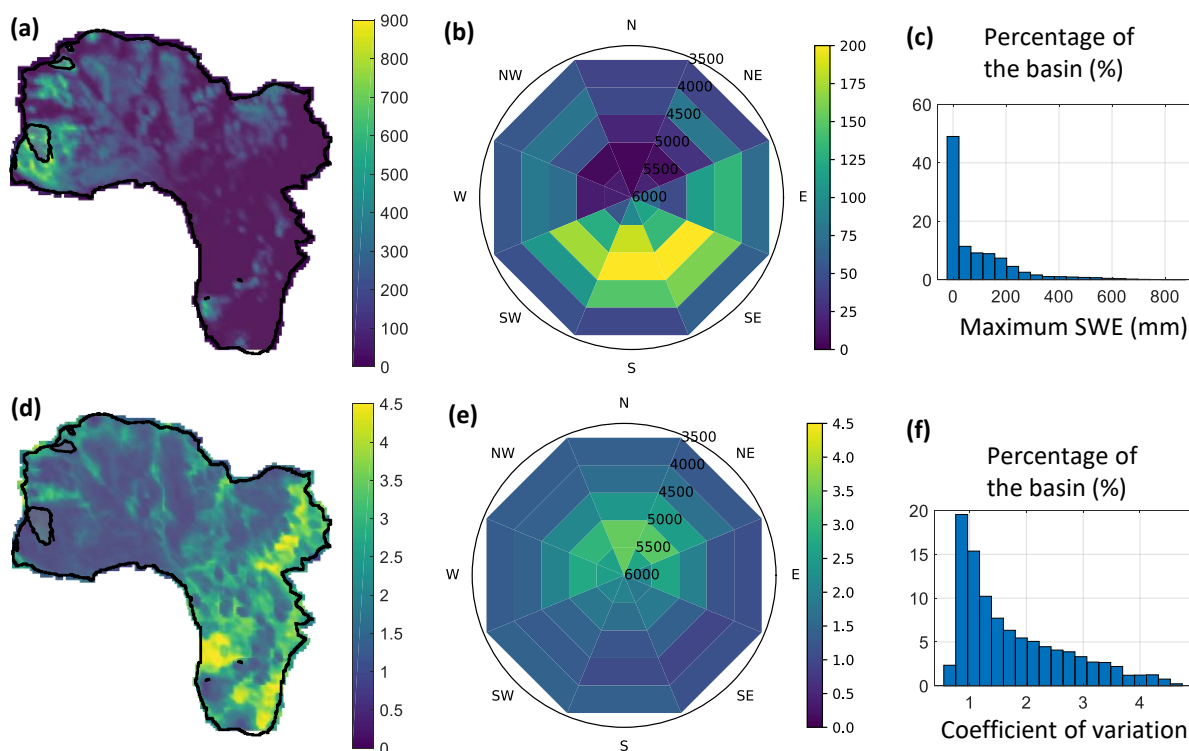 (a)
900
800
700
600
500
400
300
200
100
0
(b)
N
NE
E
SE
S
SW
W
NW
3500
4000
4500
5000
5500
6000
200
175
150
125
100
75
50
25
0
(c)
Percentage of
the basin (%)
60
40
20
0
0 200 400 600 800
Maximum SWE (mm)
(d)
4.5
4
3.5
3
2.5
2
1.5
1
0.5
0
(e)
N
NE
E
SE
S
SW
W
NW
3500
4000
4500
5000
5500
6000
4.5
4.0
3.5
3.0
2.5
2.0
1.5
1.0
0.5
0.0
(f)
Percentage of
the basin (%)
20
15
10
5
0
1 2 3 4
Coefficient of variation